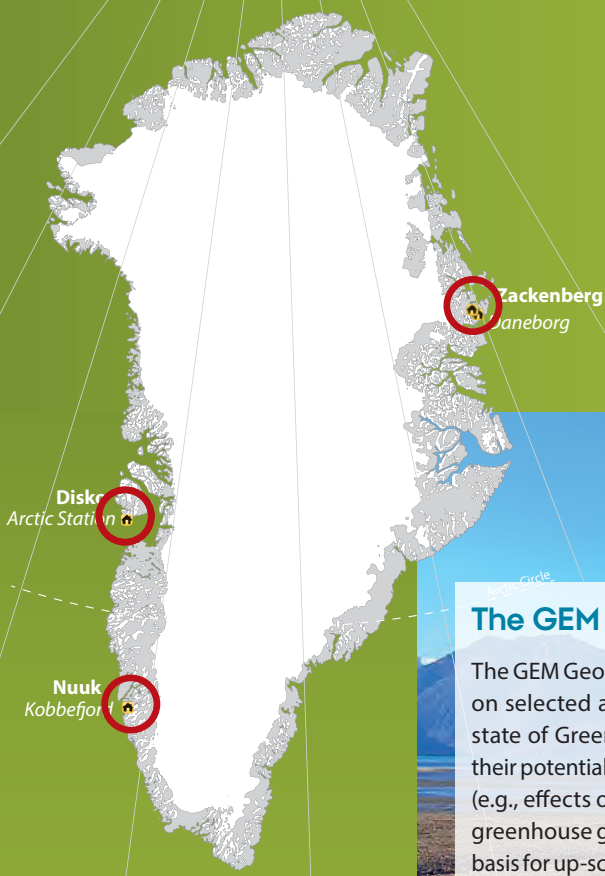 Zackenberg
Daneborg
Disko
Arctic Station
Arctic Circle
Nuuk
Kobbefjord
The GEM
The GEM Geo
on selected a
state of Green
their potential
(e.g., effects o
greenhouse g
basis for up-sc